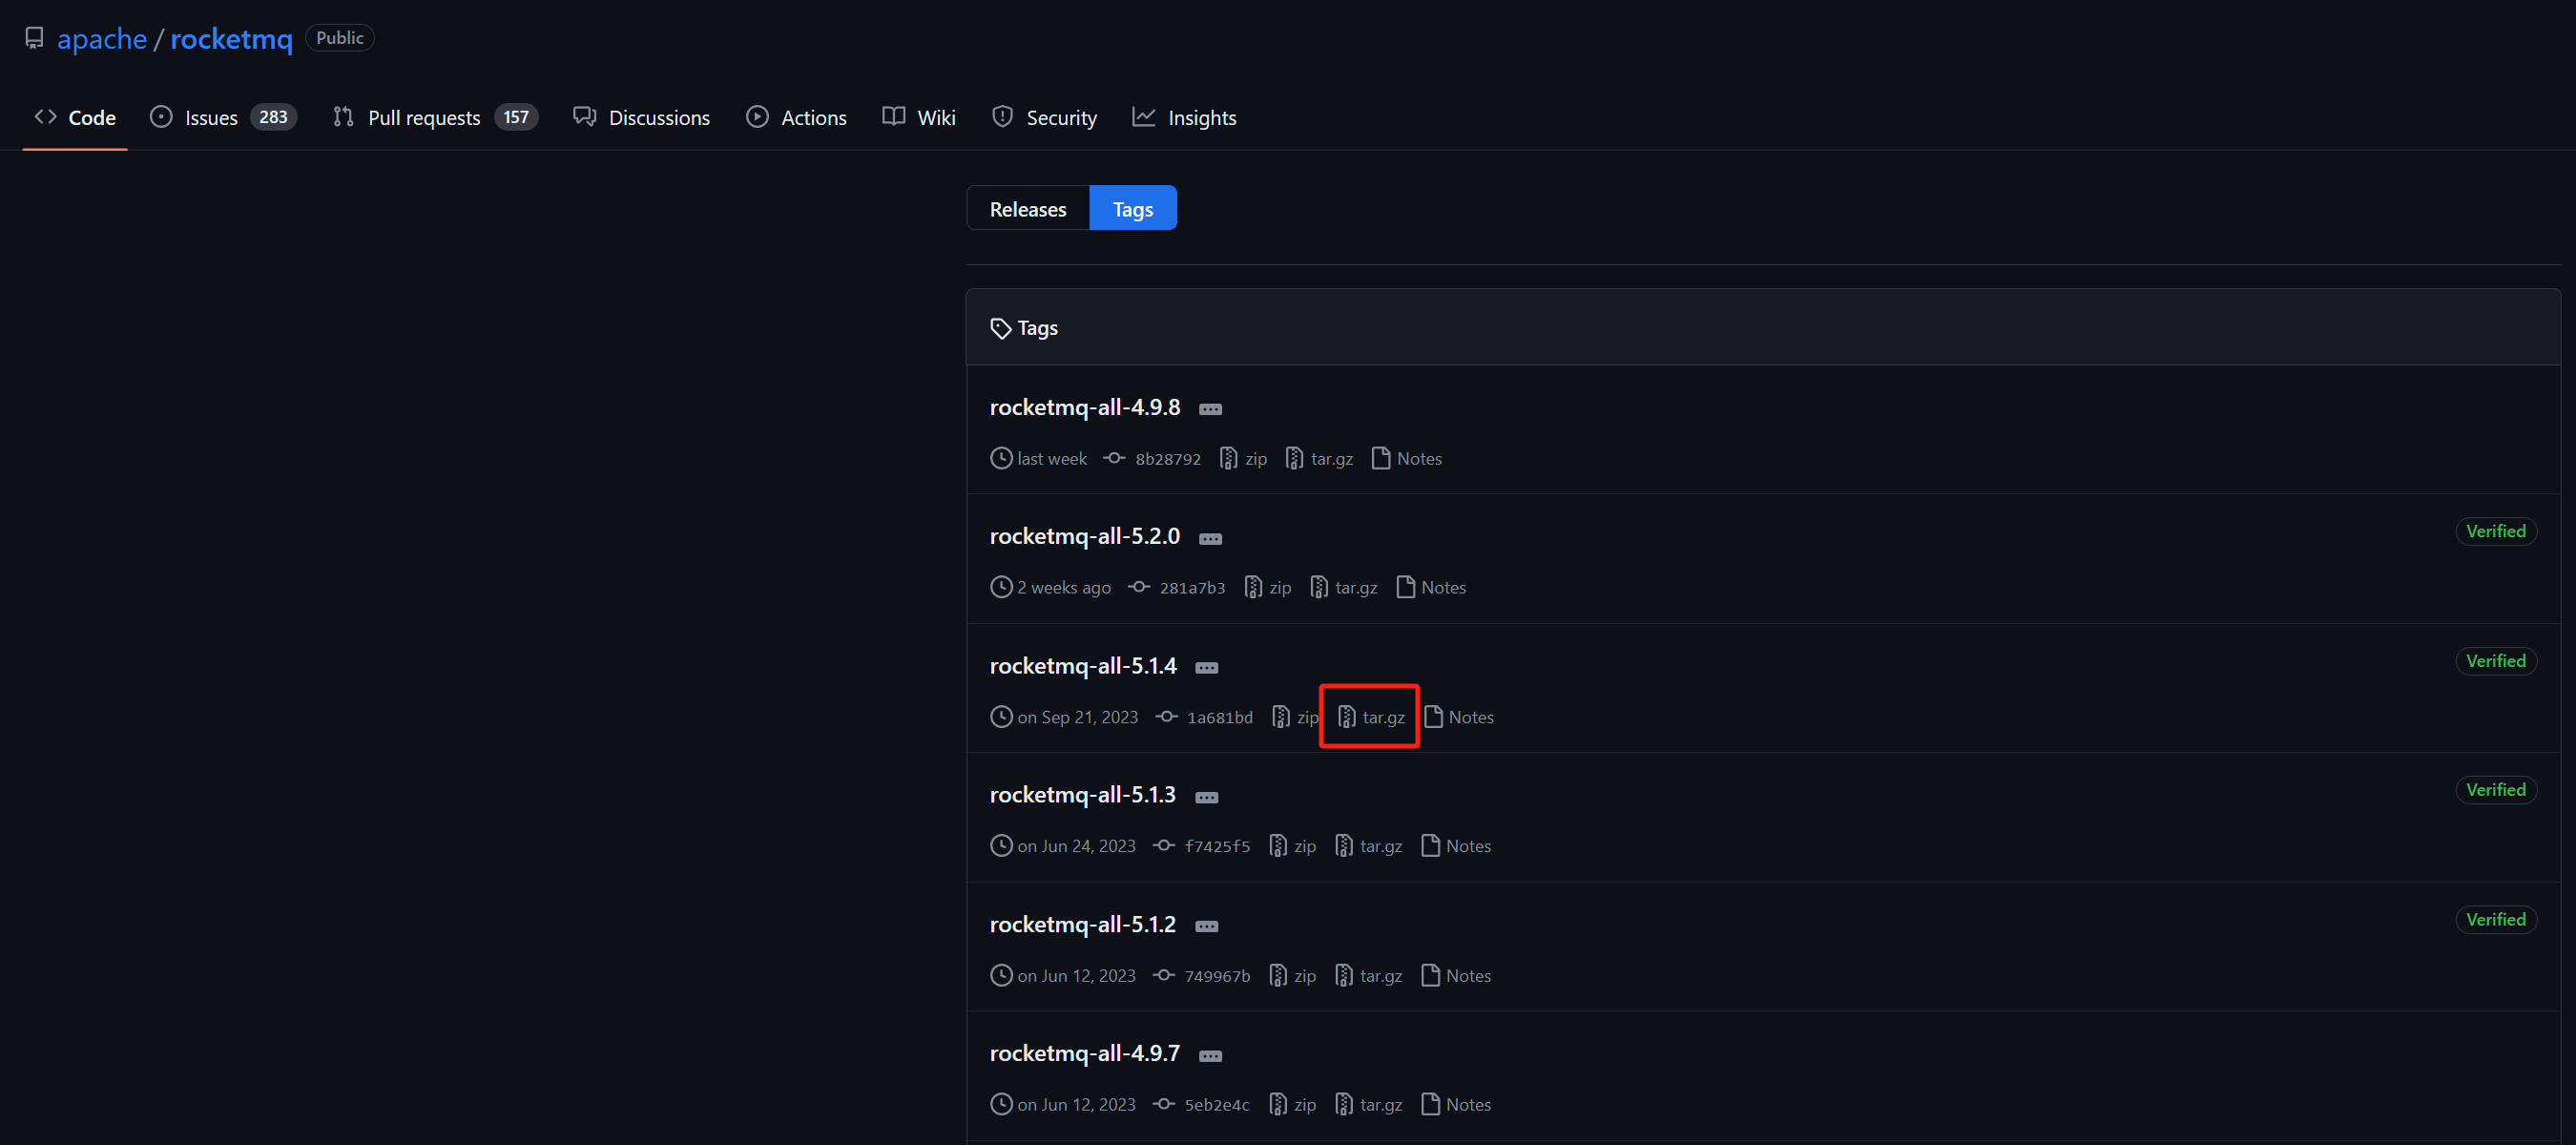 apache / rocketmq Public
Code Issues 283 Pull requests 157 Discussions Actions Wiki Security Insights
Releases Tags
Tags
rocketmq-all-4.9.8
last week 8b28792 zip tar.gz Notes
rocketmq-all-5.2.0 Verified
2 weeks ago 281a7b3 zip tar.gz Notes
rocketmq-all-5.1.4 Verified
on Sep 21, 2023 1a681bd zip tar.gz Notes
rocketmq-all-5.1.3 Verified
on Jun 24, 2023 f7425f5 zip tar.gz Notes
rocketmq-all-5.1.2 Verified
on Jun 12, 2023 749967b zip tar.gz Notes
rocketmq-all-4.9.7
on Jun 12, 2023 5eb2e4c zip tar.gz Notes